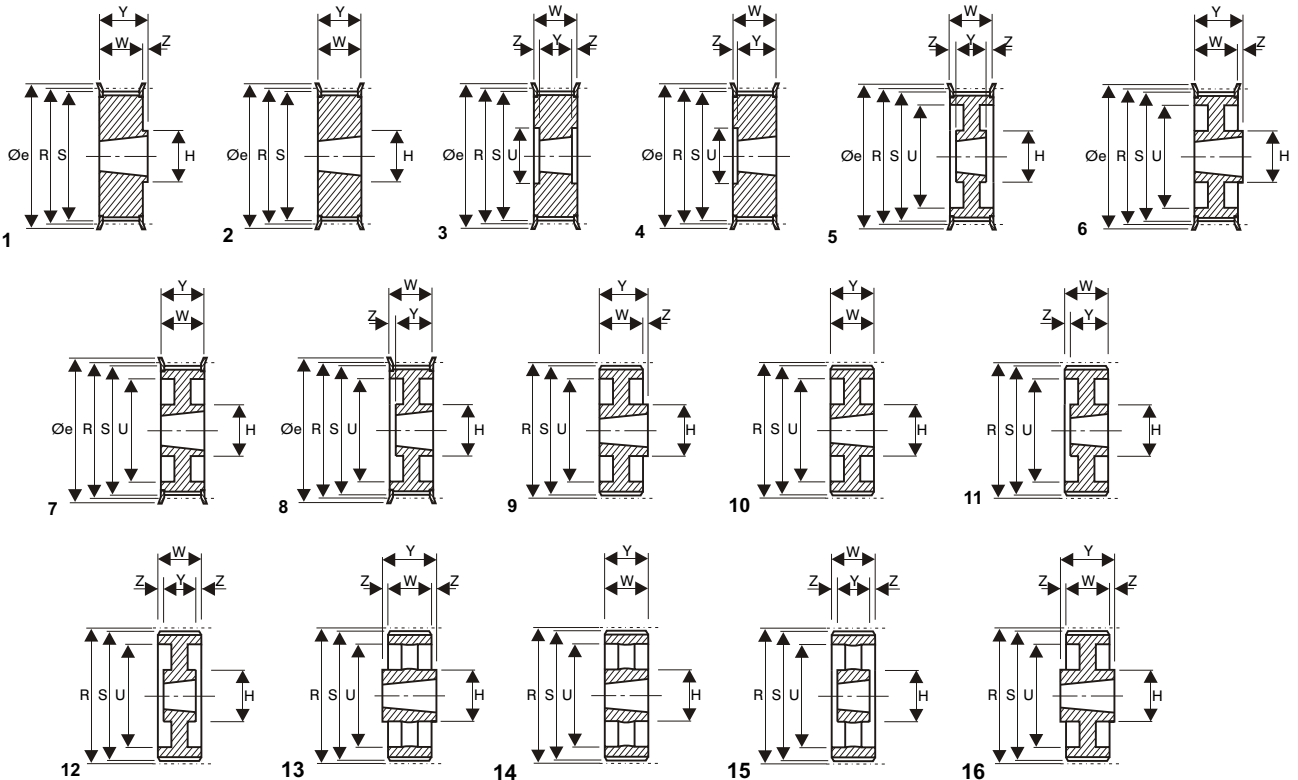 Y
W Z
Øe R S H
1
Y
W
Øe R S H
2
W
Z Y Z
Øe R S U
3
W
Z Y
Øe R S U
4
W
Z Y Z
Øe R S U H
5
Y
W Z
Øe R S U H
6
Y
W
Øe R S U H
7
W
Z Y
Øe R S U H
8
Y
W Z
R S U H
9
Y
W
R S U H
10
W
Z Y
R S U H
11
W
Z Y Z
R S U H
12
Y
Z W Z
R S U H
13
Y
W
R S U H
14
W
Z Y Z
R S U H
15
Y
Z W Z
R S U H
16